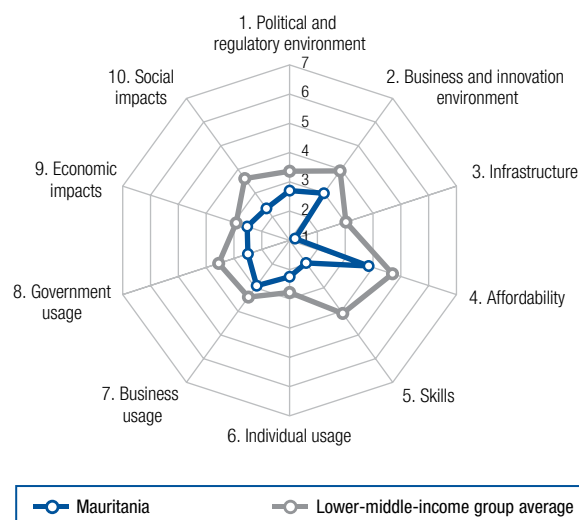 1. Political and
regulatory environment
2. Business and innovation
environment
3. Infrastructure
4. Affordability
5. Skills
6. Individual usage
7. Business
usage
8. Government
usage
9. Economic
impacts
10. Social
impacts
7
6
5
4
3
2
1
Mauritania
Lower-middle-income group average